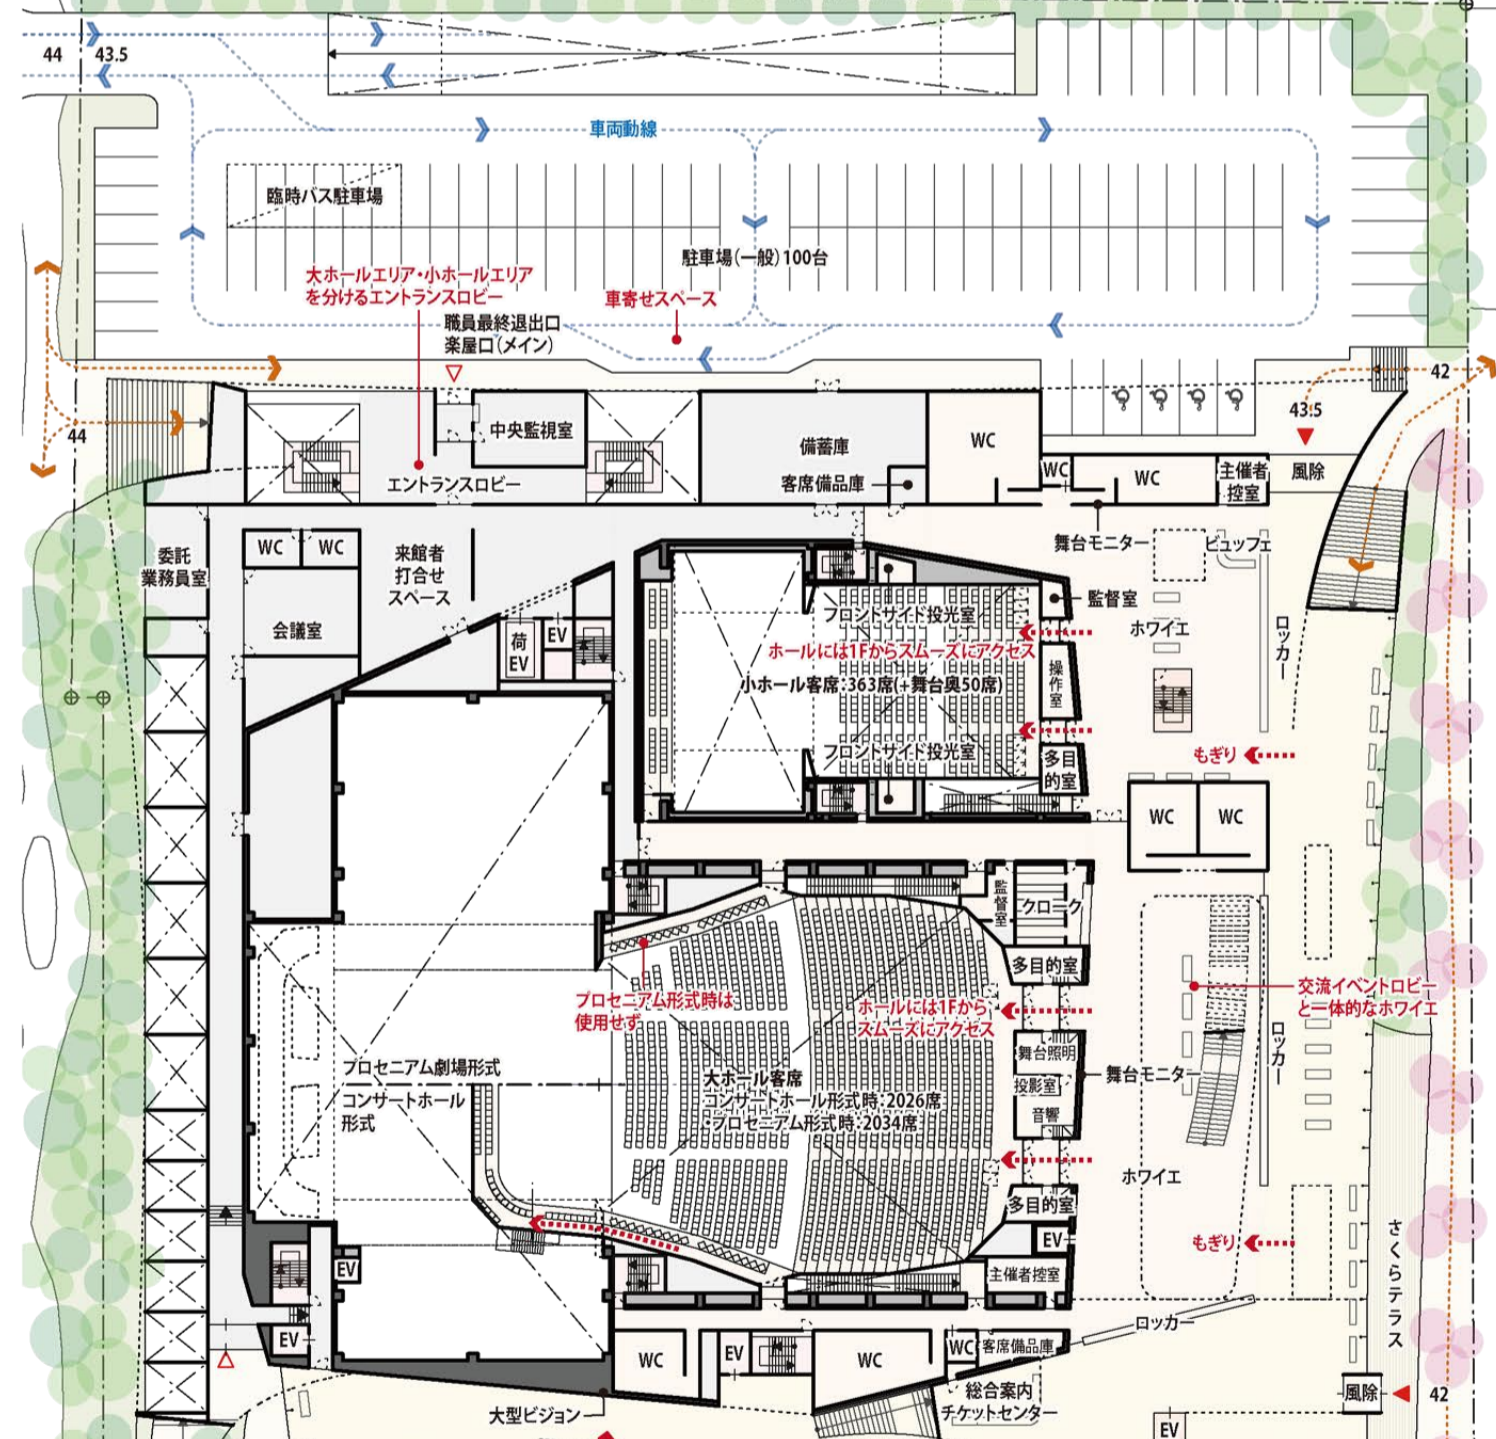 44
43.5
車両動線
臨時バス駐車場
駐車場(一般)100台
大ホールエリア・小ホールエリア
を分けるエントランスロビー
車寄せスペース
職員最終退出口
楽屋口(メイン)
42
43.5
44
中央監視室
備蓄庫
WC
客席備品庫
エントランスロビー
WC
WC
主催者
控室
風除
舞台モニター
ビュッフェ
委託
業務員室
WC
WC
来館者
打合せ
スペース
会議室
荷
EV
EV
フロントサイド投光室
監督室
ホワイエ
ロッカー
ホールには1Fからスムーズにアクセス
操作室
小ホール客席:363席(+舞台奥50席)
フロントサイド投光室
多目
的室
もぎり
WC
WC
監督室
クローク
多目的室
プロセニアム形式時は
使用せず
ホールには1Fから
スムーズにアクセス
交流イベントロビー
と一体的なホワイエ
ロッカー
舞台照明
投影室
音響
舞台モニター
プロセニアム劇場形式
コンサートホール
形式
大ホール客席
コンサートホール形式時:2026席
・プロセニアム形式時:2034席
ホワイエ
多目的室
もぎり
さくらテラス
EV
EV
主催者控室
EV
ロッカー
WC
EV
WC
WC
客席備品庫
総合案内
チケットセンター
大型ビジョン
風除
42
EV